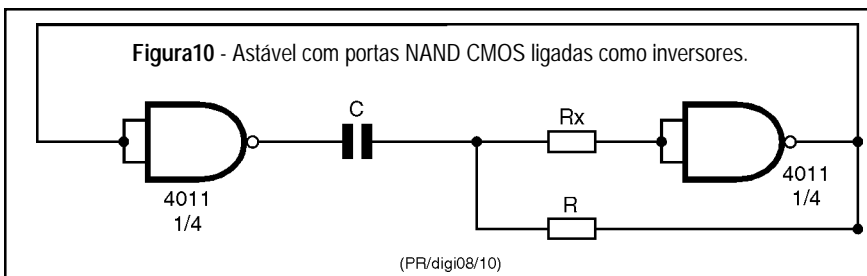 Figura10 - Astável com portas NAND CMOS ligadas como inversores.
C
Rx
4011
1/4
R
4011
1/4
(PR/digi08/10)